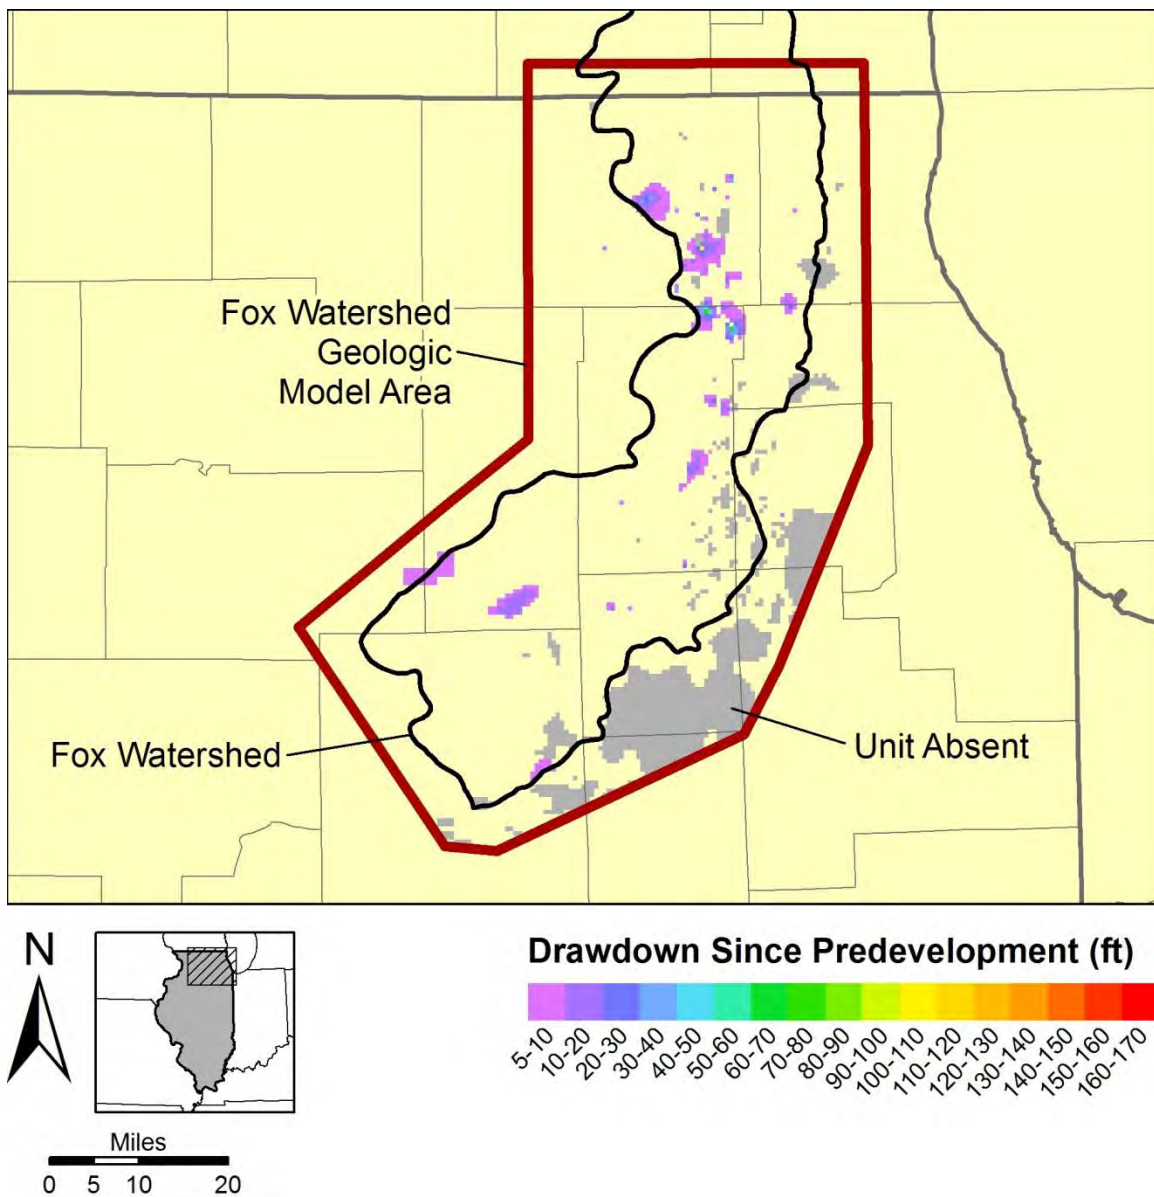 Fox Watershed
Geologic
Model Area
Fox Watershed
Unit Absent
N
Drawdown Since Predevelopment (ft)
5-10
10-20
20-30
30-40
40-50
50-60
60-70
70-80
80-90
90-100
100-110
110-120
120-130
130-140
140-150
150-160
160-170
Miles
0 5 10 20